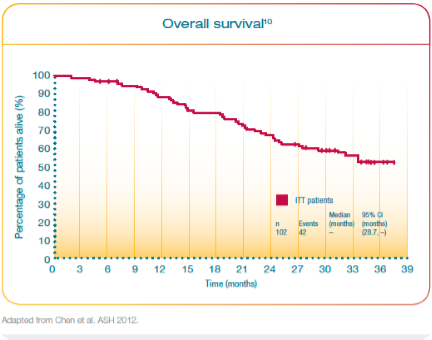 Overall survival¹⁰
Percentage of patients alive (%)
100
90
80
70
60
50
40
30
20
10
0
ITT patients
n Events Median (months) 95% CI (months)
102 42 – (28.7, –)
0 3 6 9 12 15 18 21 24 27 30 33 36 39
Time (months)
Adapted from Chen et al. ASH 2012.